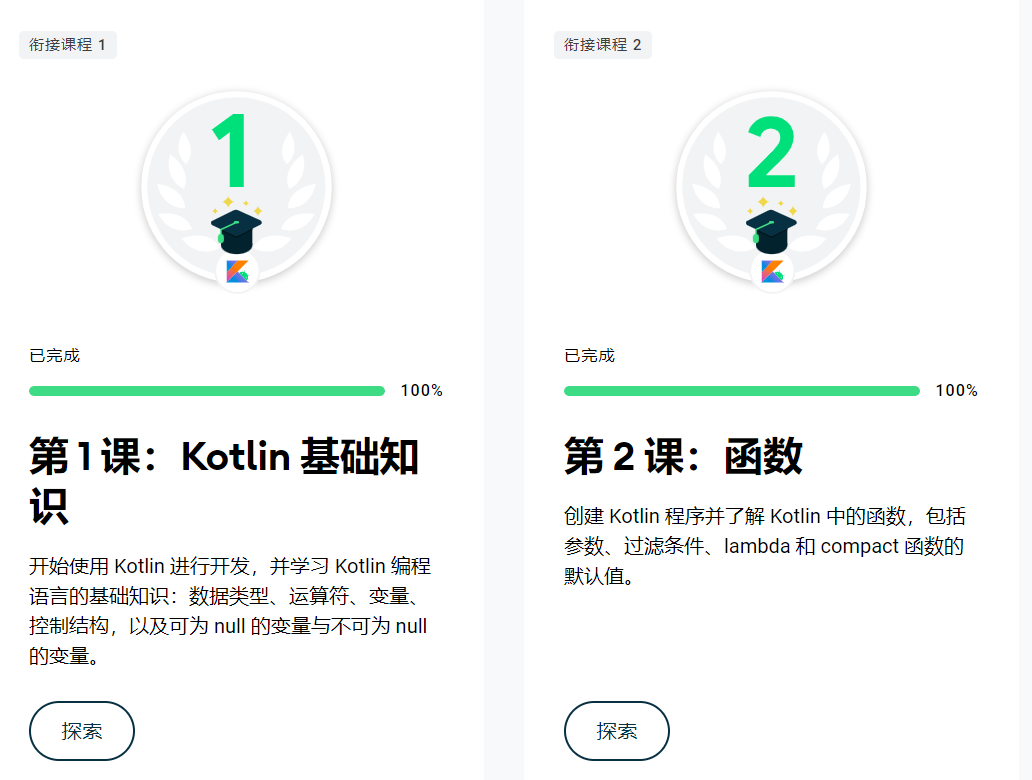 衔接课程 1
1
已完成
100%
第 1 课：Kotlin 基础知
识
开始使用 Kotlin 进行开发，并学习 Kotlin 编程
语言的基础知识：数据类型、运算符、变量、
控制结构，以及可为 null 的变量与不可为 null
的变量。
探索
衔接课程 2
2
已完成
100%
第 2 课：函数
创建 Kotlin 程序并了解 Kotlin 中的函数，包括
参数、过滤条件、lambda 和 compact 函数的
默认值。
探索